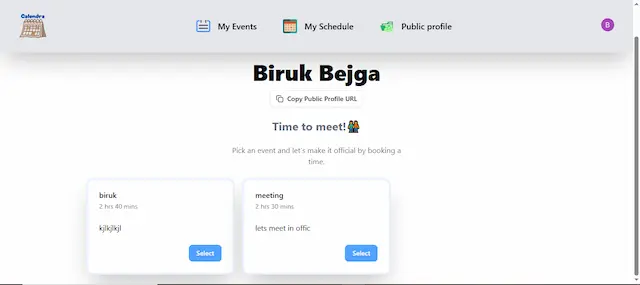 Calendra
My Events
My Schedule
Public profile
B
Biruk Bejga
Copy Public Profile URL
Time to meet!
Pick an event and let's make it official by booking a
time.
biruk
2 hrs 40 mins
kjlkjlkjl
Select
meeting
2 hrs 30 mins
lets meet in offic
Select